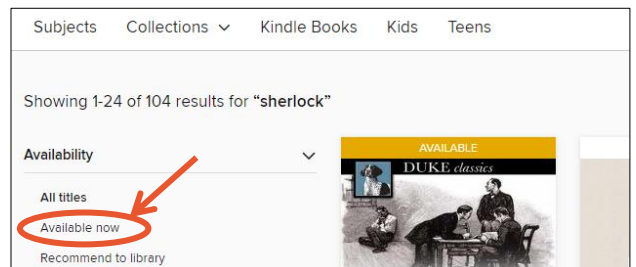 Subjects Collections Kindle Books Kids Teens
Showing 1-24 of 104 results for “sherlock”
Availability
All titles
Available now
Recommend to library
AVAILABLE
DUKE classics